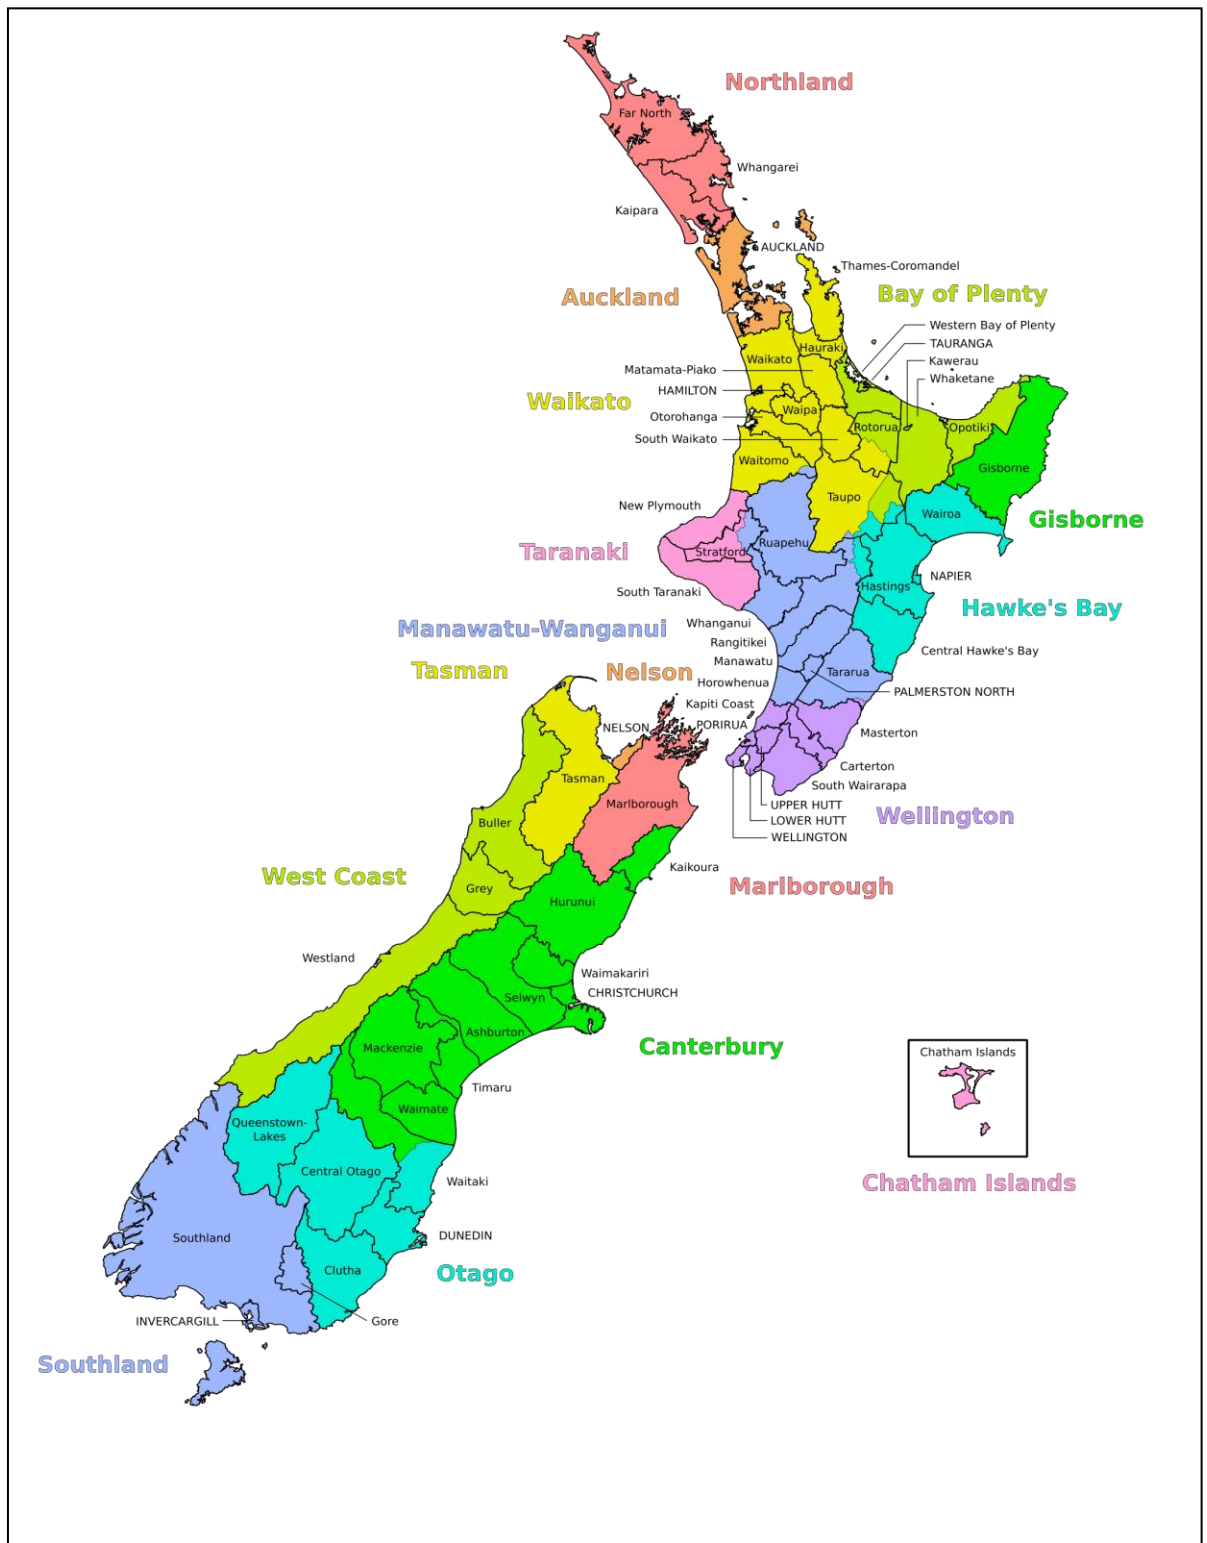 Northland
Far North
Whangarei
Kaipara
AUCKLAND
Thames-Coromandel
Auckland
Bay of Plenty
Western Bay of Plenty
TAURANGA
Kawerau
Whaketane
Hauraki
Waikato
Matamata-Piako
HAMILTON
Waikato
Waipa
Otorohanga
South Waikato
Rotorua
Opotiki
Waitomo
Gisborne
Taupo
New Plymouth
Wairoa
Gisborne
Ruapehu
Taranaki
Stratford
NAPIER
Hastings
South Taranaki
Hawke's Bay
Whanganui
Manawatu-Wanganui
Rangitikei
Central Hawke's Bay
Manawatu
Tasman
Nelson
Tararua
Horowhenua
PALMERSTON NORTH
Kapiti Coast
NELSON
PORIRUA
Masterton
Carterton
Tasman
South Wairarapa
Marlborough
UPPER HUTT
Wellington
LOWER HUTT
Buller
WELLINGTON
Kaikoura
West Coast
Grey
Marlborough
Hurunui
Westland
Waimakariri
CHRISTCHURCH
Selwyn
Ashburton
Canterbury
Mackenzie
Chatham Islands
Timaru
Waimate
Queenstown-
Lakes
Central Otago
Waitaki
Chatham Islands
Southland
DUNEDIN
Clutha
Otago
INVERCARGILL
Gore
Southland